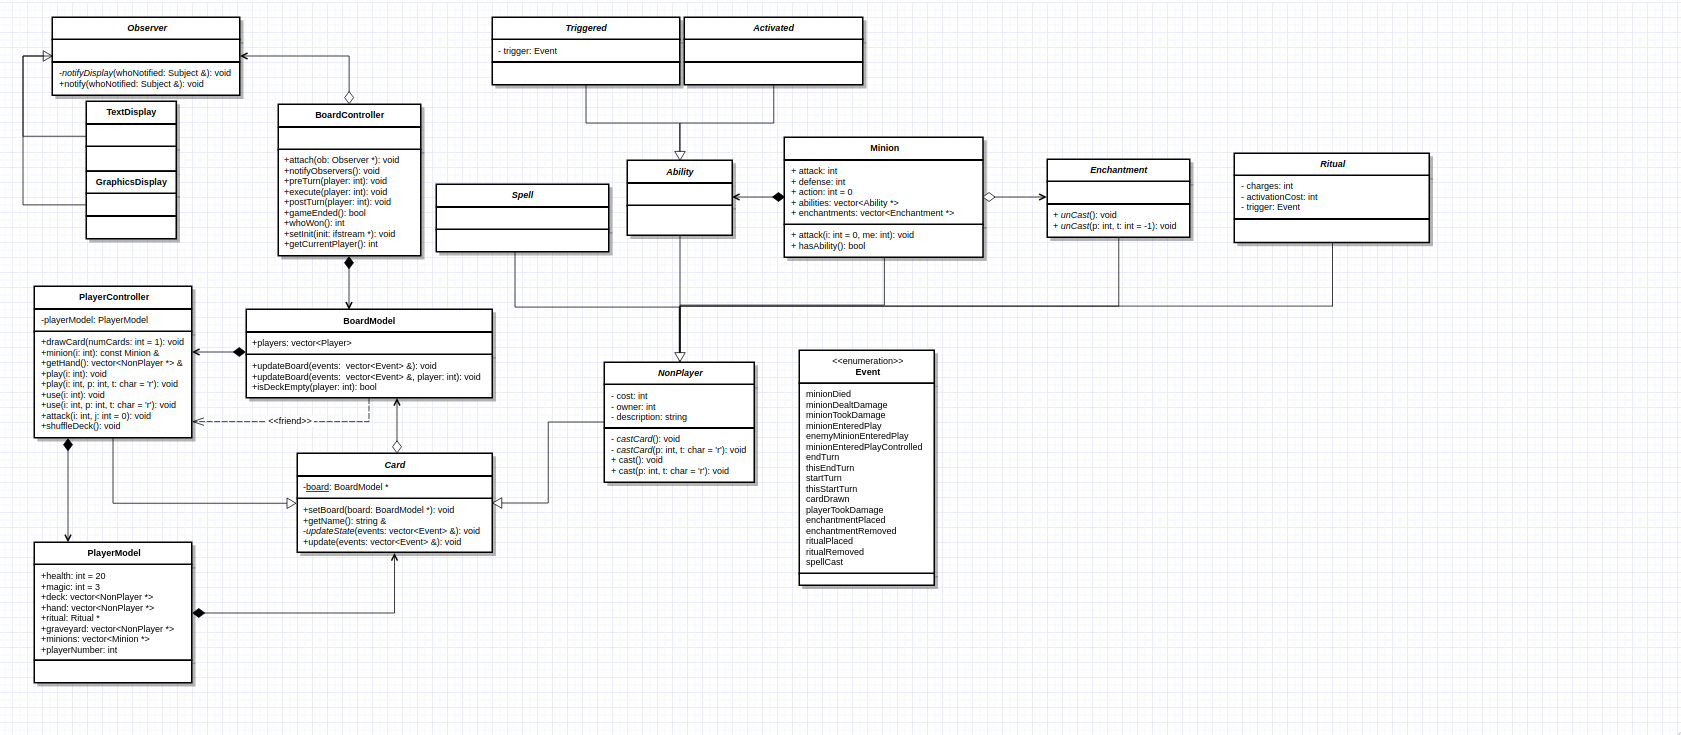 Observer
-notifyDisplay(whoNotified: Subject &): void
+notify(whoNotified: Subject &): void
TextDisplay
GraphicsDisplay
BoardController
+attach(ob: Observer *): void
+notifyObservers(): void
+preTurn(player: int): void
+execute(player: int): void
+postTurn(player: int): void
+gameEnded(): bool
+whoWon(): int
+setInit(init: ifstream *): void
+getCurrentPlayer(): int
Triggered
- trigger: Event
Activated
Spell
Ability
Minion
+ attack: int
+ defense: int
+ action: int = 0
+ abilities: vector<Ability *>
+ enchantments: vector<Enchantment *>
+ attack(i: int = 0, me: int): void
+ hasAbility(): bool
Enchantment
+ unCast(): void
+ unCast(p: int, t: int = -1): void
Ritual
- charges: int
- activationCost: int
- trigger: Event
PlayerController
-playerModel: PlayerModel
+drawCard(numCards: int = 1): void
+minion(i: int): const Minion &
+getHand(): vector<NonPlayer *> &
+play(i: int): void
+play(i: int, p: int, t: char = 'r'): void
+use(i: int): void
+use(i: int, p: int, t: char = 'r'): void
+attack(i: int, j: int = 0): void
+shuffleDeck(): void
BoardModel
+players: vector<Player>
+updateBoard(events:  vector<Event> &): void
+updateBoard(events:  vector<Event> &, player: int): void
+isDeckEmpty(player: int): bool
<<friend>>
Card
-board: BoardModel *
+setBoard(board: BoardModel *): void
+getName(): string &
-updateState(events: vector<Event> &): void
+update(events: vector<Event> &): void
NonPlayer
- cost: int
- owner: int
- description: string
- castCard(): void
- castCard(p: int, t: char = 'r'): void
+ cast(): void
+ cast(p: int, t: char = 'r'): void
<<enumeration>>
Event
minionDied
minionDealtDamage
minionTookDamage
minionEnteredPlay
enemyMinionEnteredPlay
minionEnteredPlayControlled
endTurn
thisEndTurn
startTurn
thisStartTurn
cardDrawn
playerTookDamage
enchantmentPlaced
enchantmentRemoved
ritualPlaced
ritualRemoved
spellCast
PlayerModel
+health: int = 20
+magic: int = 3
+deck: vector<NonPlayer *>
+hand: vector<NonPlayer *>
+ritual: Ritual *
+graveyard: vector<NonPlayer *>
+minions: vector<Minion *>
+playerNumber: int